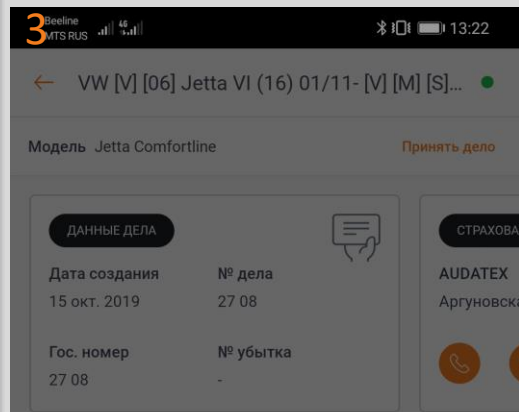 3
Beeline
MTS RUS 4G 13:22
← VW [V] [06] Jetta VI (16) 01/11- [V] [M] [S]...
Модель Jetta Comfortline Принять дело
ДАННЫЕ ДЕЛА СТРАХОВА
Дата создания № дела AUDATEX
15 окт. 2019 27 08 Аргуновска
Гос. номер № убытка
27 08 -